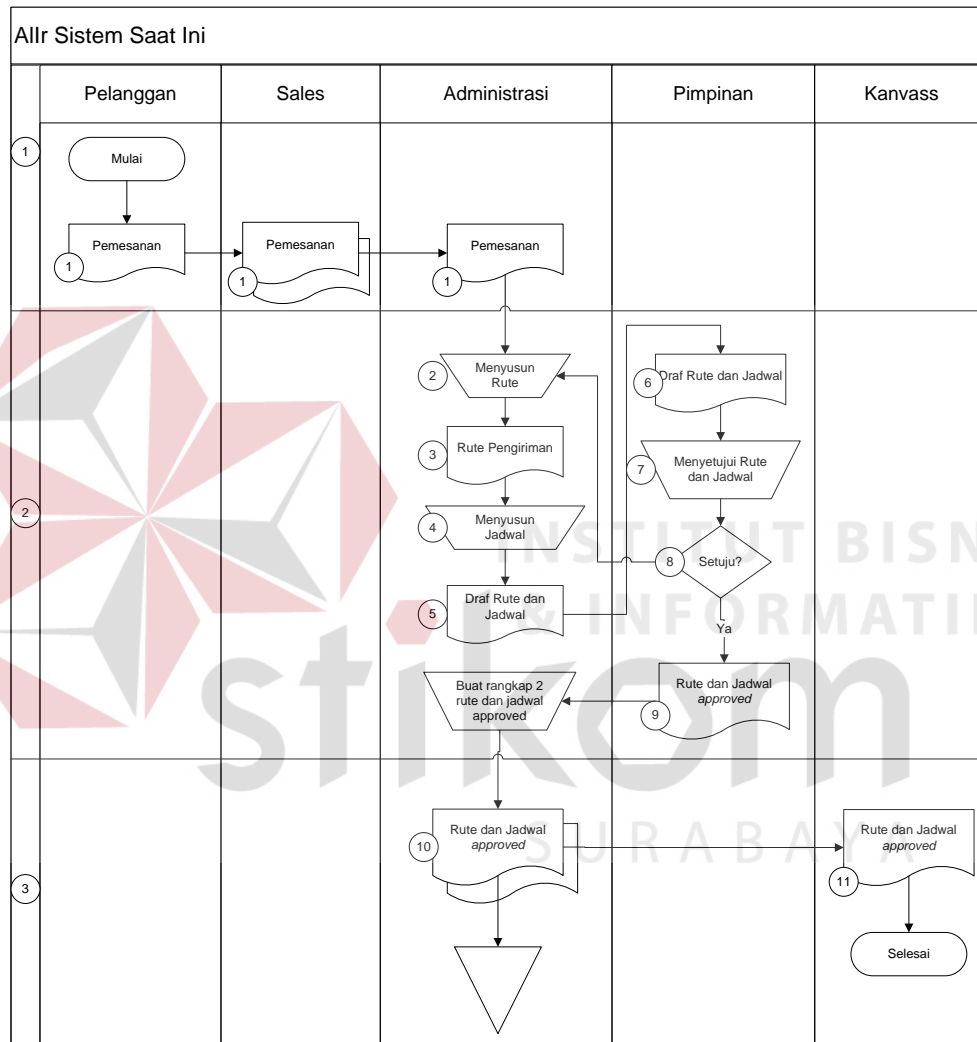 AlIr Sistem Saat Ini
Pelanggan
Sales
Administrasi
Pimpinan
Kanvass
1
Mulai
Pemesanan
1
Pemesanan
1
Pemesanan
1
2
2
Menyusun
Rute
3
Rute Pengiriman
4
Menyusun
Jadwal
5
Draf Rute dan
Jadwal
6
Draf Rute dan Jadwal
7
Menyetujui Rute
dan Jadwal
8
Setuju?
Ya
9
Rute dan Jadwal
approved
Buat rangkap 2
rute dan jadwal
approved
3
10
Rute dan Jadwal
approved
11
Rute dan Jadwal
approved
Selesai
INSTITUT BISN
& INFORMATI
stikom
SURABAYA